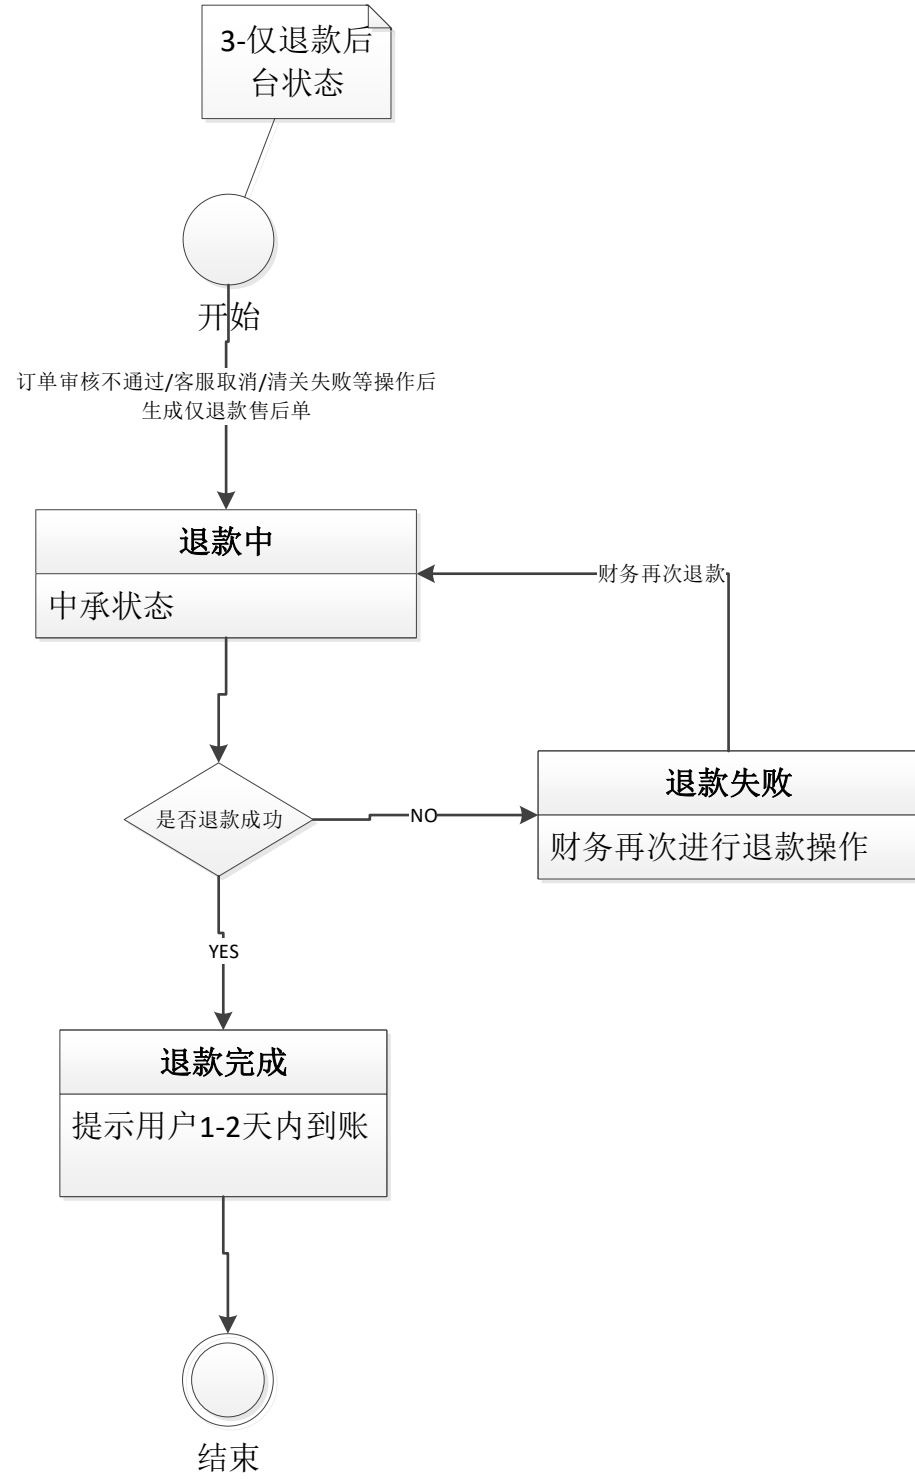 3-仅退款后
台状态
开始
订单审核不通过/客服取消/清关失败等操作后
生成仅退款售后单
退款中
中承状态
财务再次退款
退款失败
财务再次进行退款操作
是否退款成功
NO
YES
退款完成
提示用户1-2天内到账
结束